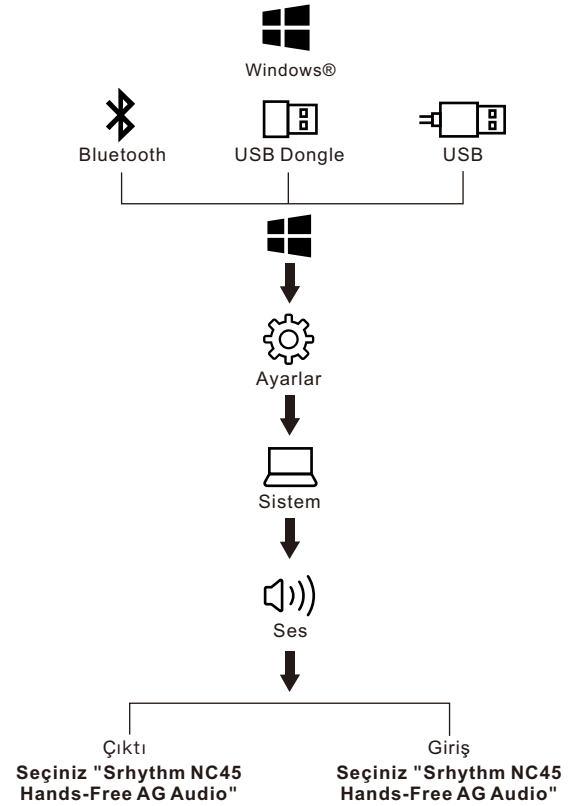 Windows®
Bluetooth USB Dongle USB
Ayarlar
Sistem
Ses
Çıktı
Seçiniz "Srhythm NC45
Hands-Free AG Audio"
Giriş
Seçiniz "Srhythm NC45
Hands-Free AG Audio"